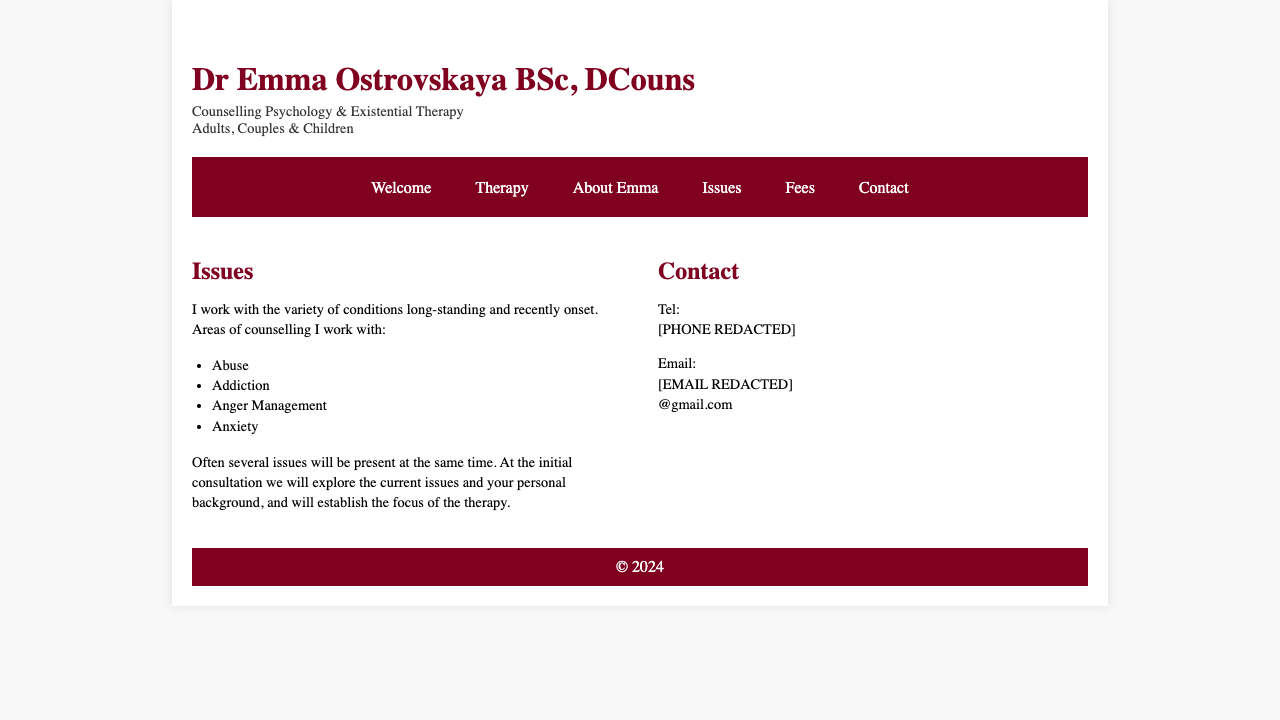 Dr Emma Ostrovskaya BSc, DCouns
Counselling Psychology & Existential Therapy
Adults, Couples & Children
Welcome Therapy About Emma Issues Fees Contact
Issues
I work with the variety of conditions long-standing and recently onset.
Areas of counselling I work with:
• Abuse
• Addiction
• Anger Management
• Anxiety
Often several issues will be present at the same time. At the initial
consultation we will explore the current issues and your personal
background, and will establish the focus of the therapy.
Contact
Tel:
[PHONE REDACTED]
Email:
[EMAIL REDACTED]
@gmail.com
© 2024